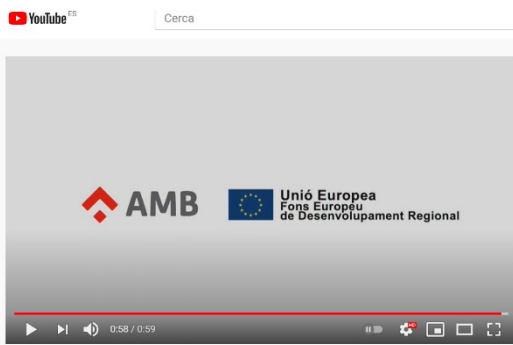 YouTube ES
Cerca
AMB
Unió Europea
Fons Europeu
de Desenvolupament Regional
0:58 / 0:59
HD